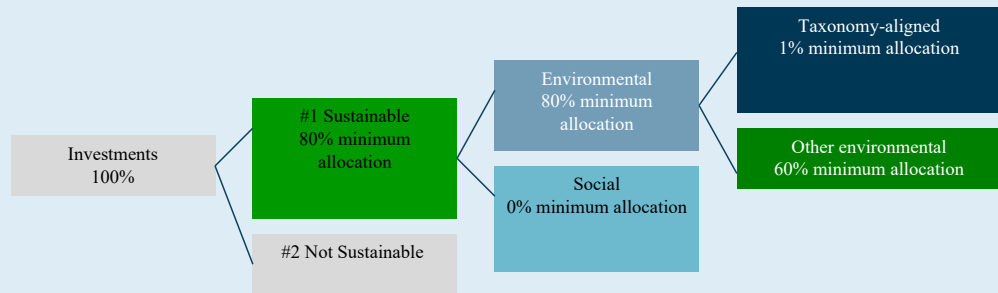 Investments
100%
#1 Sustainable
80% minimum
allocation
#2 Not Sustainable
Environmental
80% minimum
allocation
Social
0% minimum allocation
Taxonomy-aligned
1% minimum allocation
Other environmental
60% minimum allocation